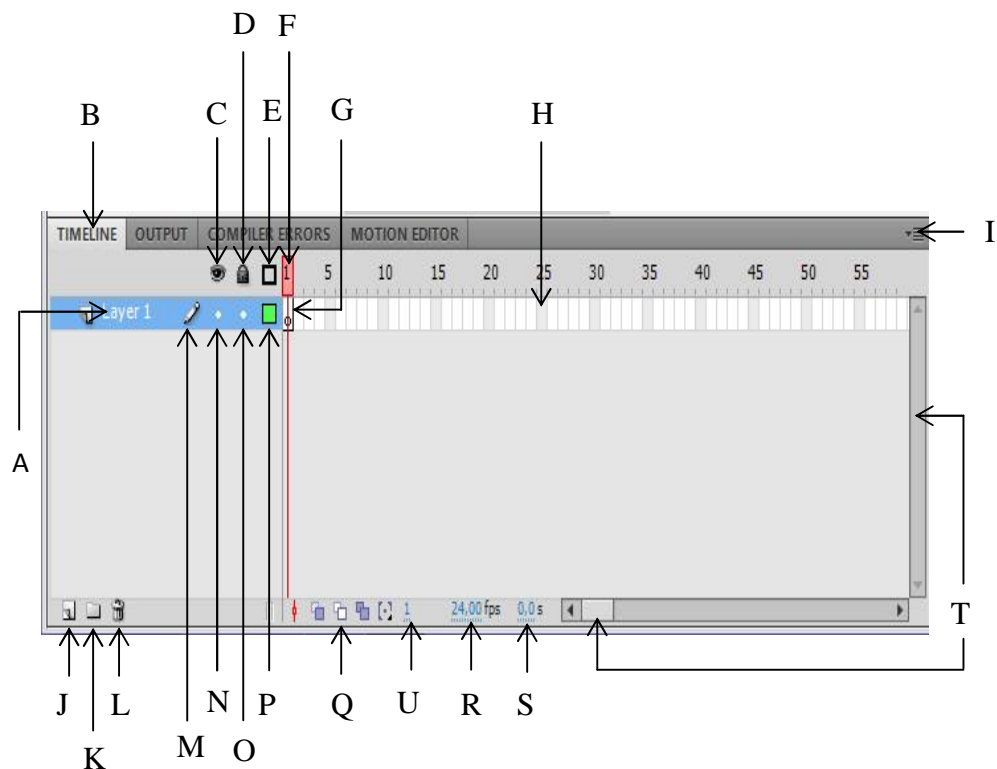 D F
B C E G H
TIMELINE OUTPUT COMPILER ERRORS MOTION EDITOR I
1 5 10 15 20 25 30 35 40 45 50 55
Layer 1
A
1 24,00 fps 0,0 s
T
J L N P Q U R S
K M O